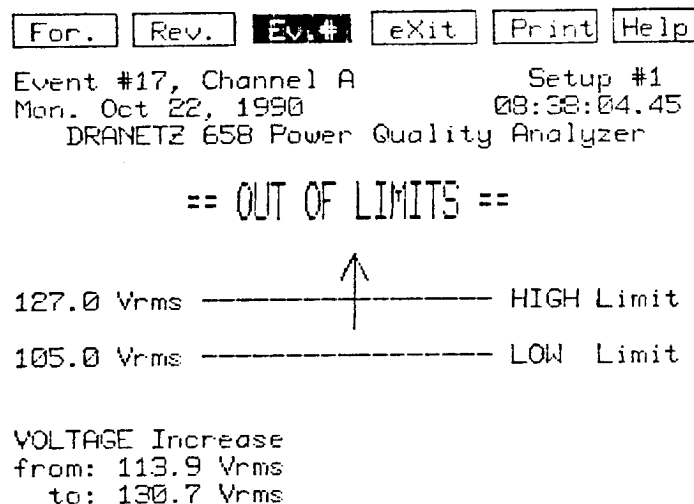 For. Rev. Ev.# eXit Print Help
Event #17, Channel A Setup #1
Mon. Oct 22, 1990 08:38:04.45
DRANETZ 658 Power Quality Analyzer
== OUT OF LIMITS ==
127.0 Vrms ---------------- HIGH Limit
105.0 Vrms ---------------- LOW Limit
VOLTAGE Increase
from: 113.9 Vrms
to: 130.7 Vrms